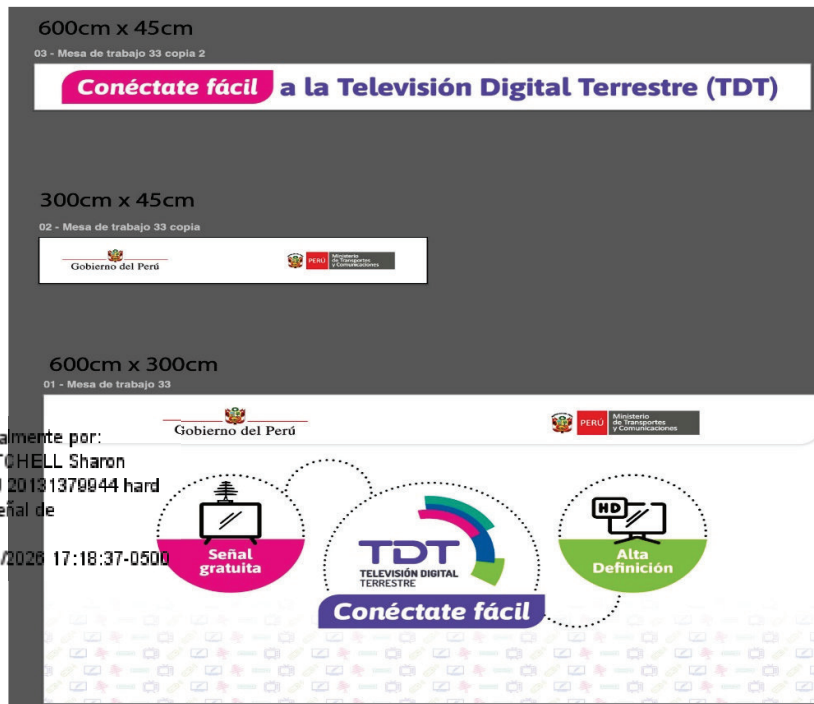 600cm x 45cm
03 - Mesa de trabajo 33 copia 2
Conéctate fácil a la Televisión Digital Terrestre (TDT)
300cm x 45cm
02 - Mesa de trabajo 33 copia
Gobierno del Perú
PERÚ Ministerio
de Transportes
y Comunicaciones
600cm x 300cm
01 - Mesa de trabajo 33
Gobierno del Perú
PERÚ Ministerio
de Transportes
y Comunicaciones
almente por:
TCHELL Sharon
20131379944 hard
eñal de
/2026 17:18:37-0500
Señal
gratuita
TDT
TELEVISIÓN DIGITAL
TERRESTRE
Conéctate fácil
HD
Alta
Definición